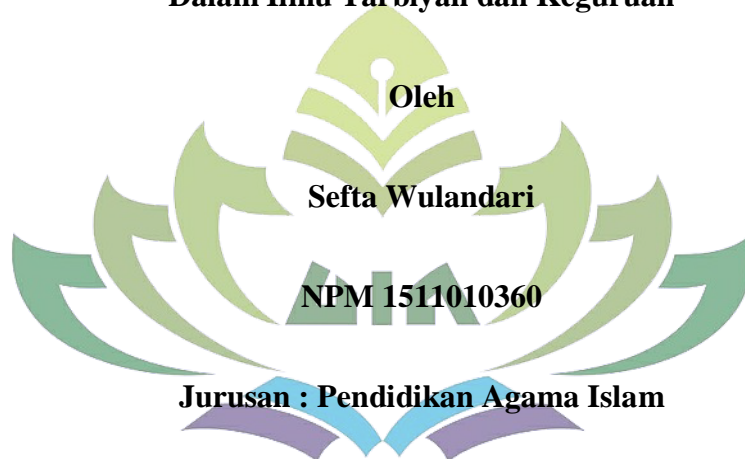 Dalam Ilmu Tarbiyah dan Keguruan
Oleh
Sefta Wulandari
NPM 1511010360
Jurusan : Pendidikan Agama Islam